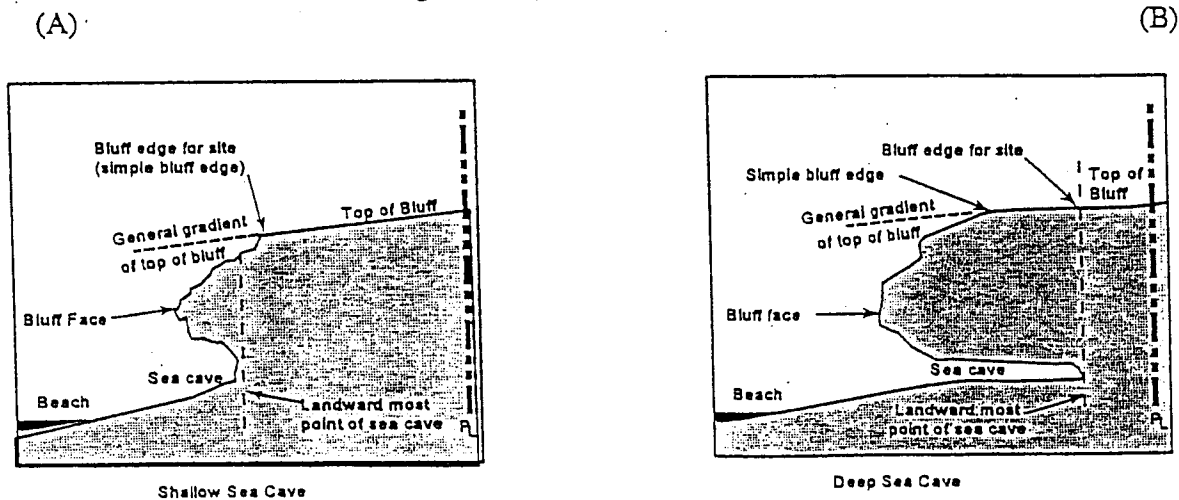 (A)
(B)
Bluff edge for site
(simple bluff edge)
Top of Bluff
General gradient
of top of bluff
Bluff Face
Sea cave
Beach
Landward most
point of sea cave
PL
Shallow Sea Cave
Bluff edge for site
Simple bluff edge
Top of
Bluff
General gradient
of top of bluff
Bluff face
Sea cave
Beach
Landward most
point of sea cave
PL
Deep Sea Cave